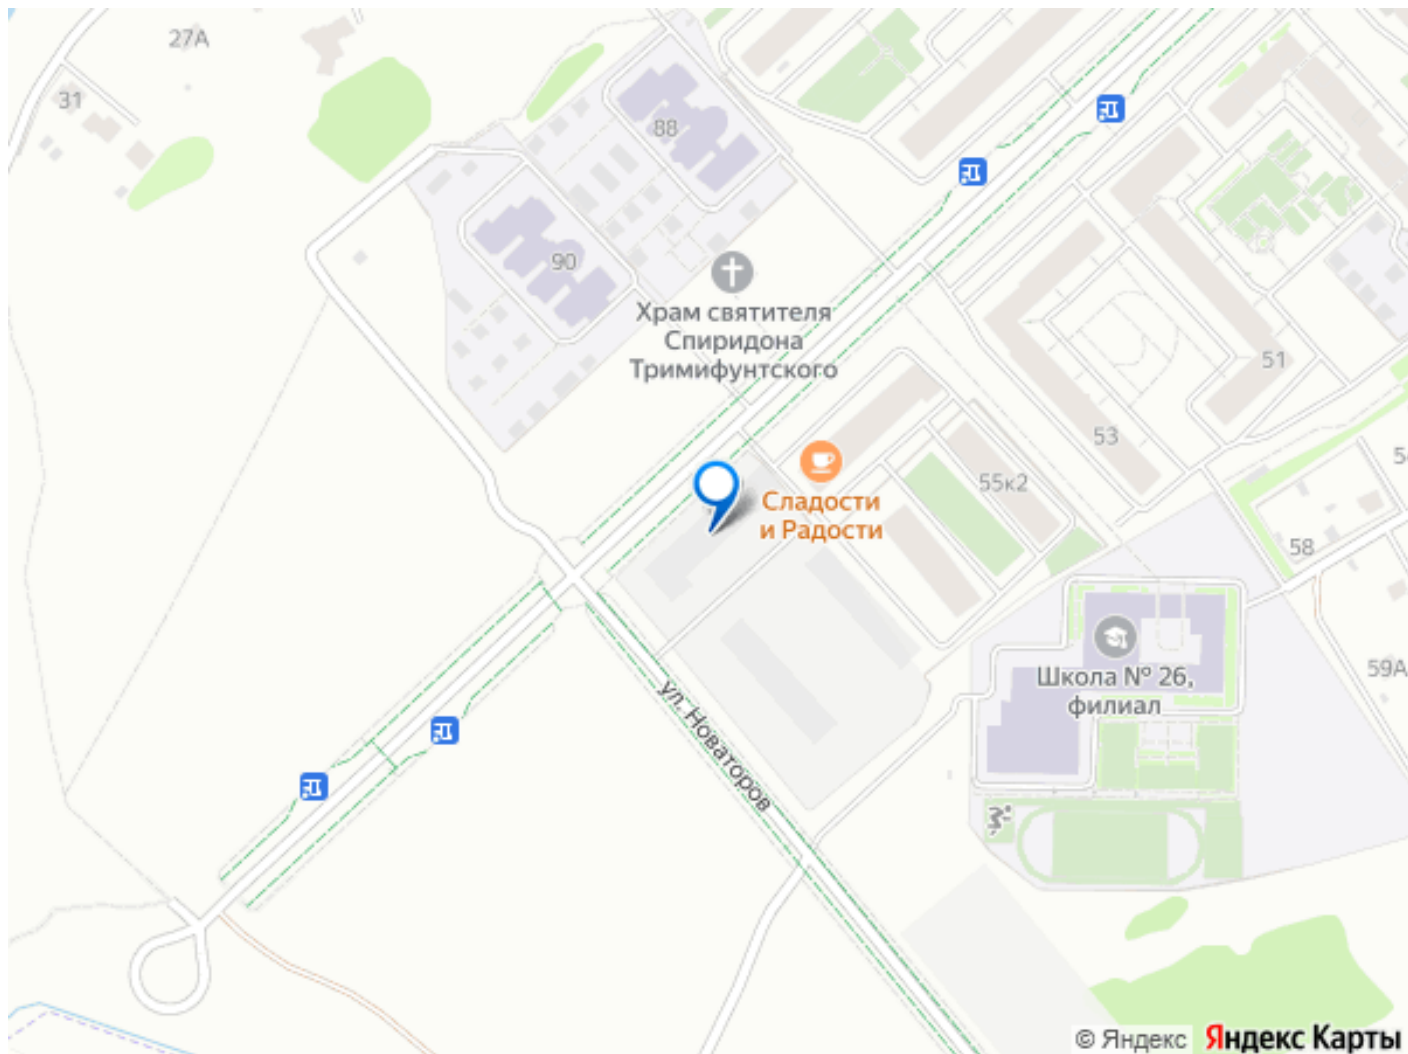 27А
31
88
90
Храм святителя
Спиридона
Тримифунтского
51
53
55к2
Сладости
и Радости
58
Школа № 26,
филиал
59А
ул. Новаторов
© Яндекс
Яндекс Карты